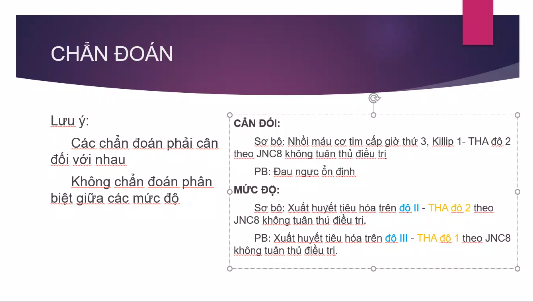 CHẨN ĐOÁN
Lưu ý:
Các chẩn đoán phải cân
đối với nhau
Không chẩn đoán phân
biệt giữa các mức độ
CÂN ĐỐI:
Sơ bộ: Nhồi máu cơ tim cấp giờ thứ 3, Killip 1- THA độ 2
theo JNC8 không tuân thủ điều trị
PB: Đau ngực ổn định
MỨC ĐỘ:
Sơ bộ: Xuất huyết tiêu hóa trên độ II - THA độ 2 theo
JNC8 không tuân thủ điều trị.
PB: Xuất huyết tiêu hóa trên độ III - THA độ 1 theo JNC8
không tuân thủ điều trị.